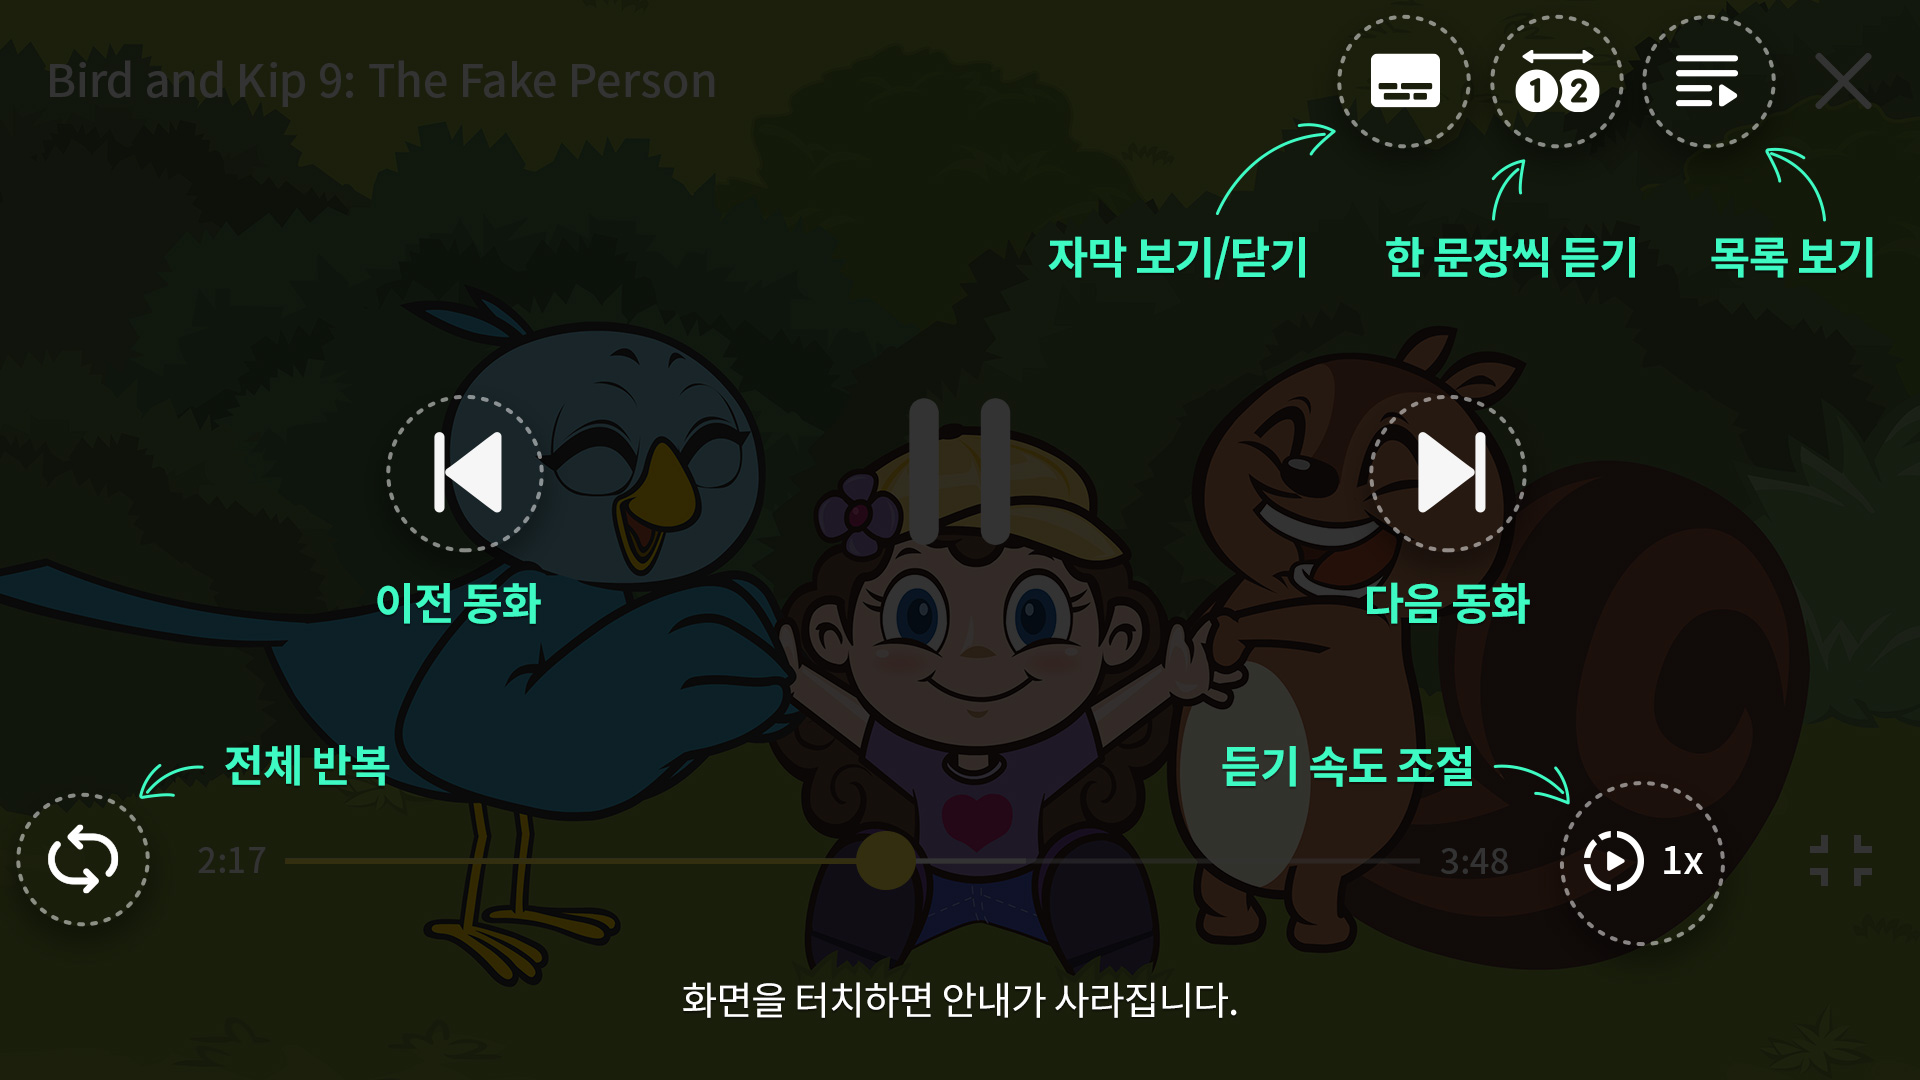 Bird and Kip 9: The Fake Person
1 2
자막 보기/닫기
한 문장씩 듣기
목록 보기
이전 동화
다음 동화
전체 반복
듣기 속도 조절
2:17
3:48
1x
화면을 터치하면 안내가 사라집니다.